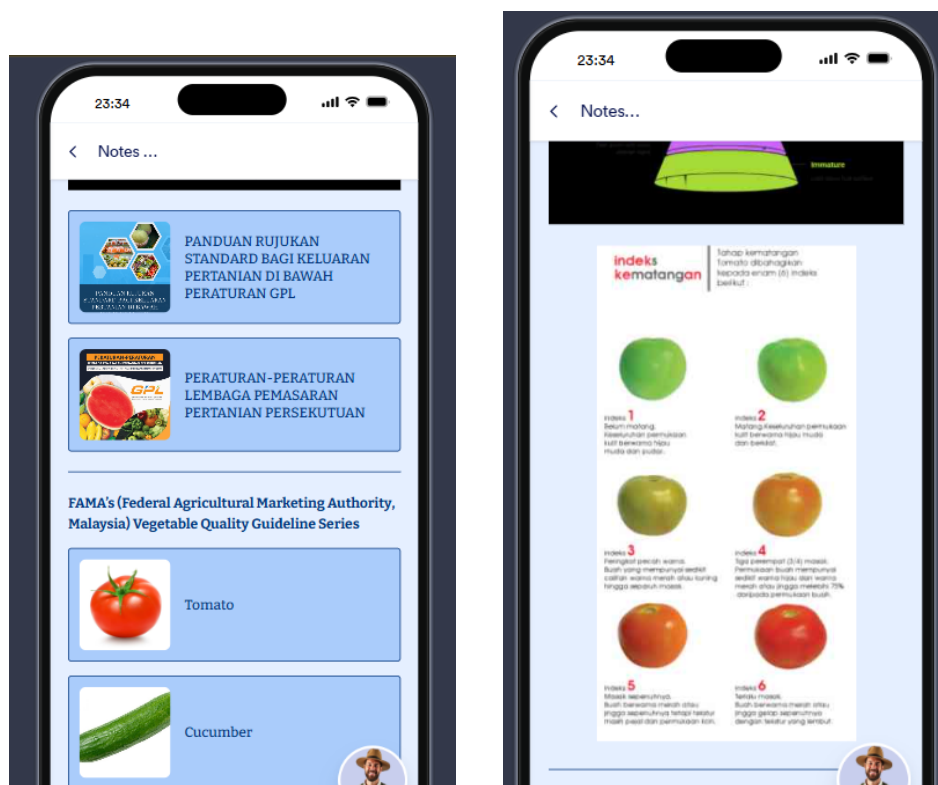 23:34
Notes ...
PANDUAN RUJUKAN
STANDARD BAGI KELUARAN
PERTANIAN DI BAWAH
PERATURAN GPL
GPL
PERATURAN-PERATURAN
LEMBAGA PEMASARAN
PERTANIAN PERSEKUTUAN
FAMA's (Federal Agricultural Marketing Authority,
Malaysia) Vegetable Quality Guideline Series
Tomato
Cucumber
23:34
Notes...
Immature
indeks
kematangan
Tahap kematangan
Tomato dibahagikan
kepada enam (6) indeks
berikut :
Indeks 1
Belum matang.
Keseluruhan permukaan
kulit berwarna hijau
muda dan pudar.
Indeks 2
Matang.Keseluruhan permukaan
kulit berwarna hijau muda
dan berkilat.
Indeks 3
Peringkat pecah warna.
Buah yang mempunyai sedikit
calitan warna merah atau kuning
hingga separuh masak.
Indeks 4
Tiga perempat (3/4) masak.
Permukaan buah mempunyai
sedikit warna hijau dan warna
merah atau jingga melebihi 75%
daripada permukaan buah.
Indeks 5
Masak sepenuhnya.
Buah berwarna merah atau
jingga sepenuhnya tetapi tekstur
masih pejal dan permukaan licin.
Indeks 6
Terlalu masak.
Buah berwarna merah atau
jingga gelap sepenuhnya
dengan tekstur yang lembut.